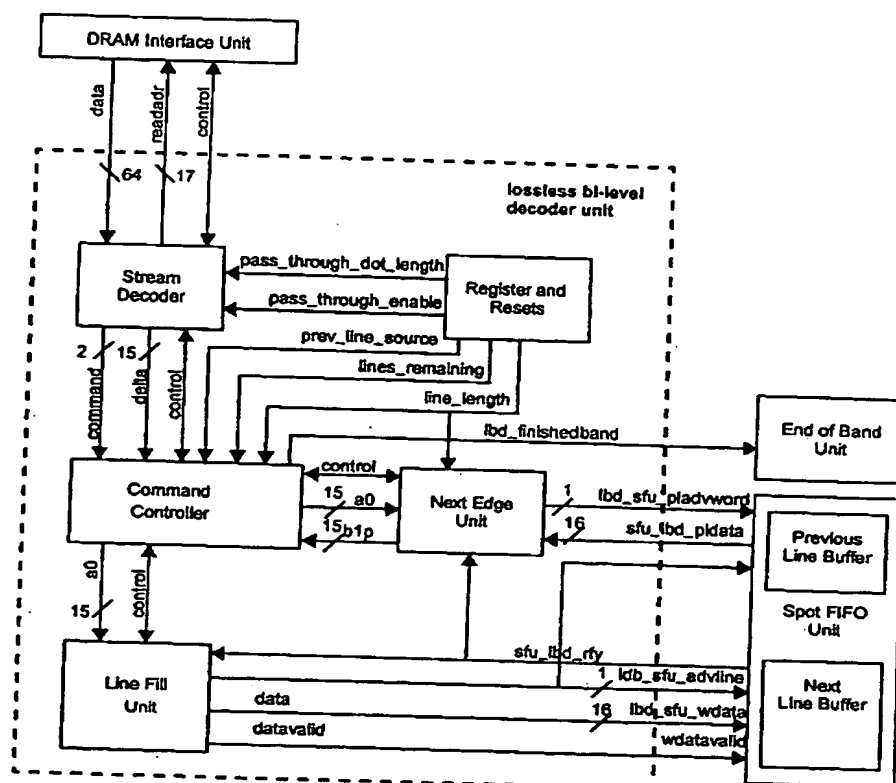 DRAM Interface Unit
data
readadr
control
64
17
lossless bi-level
decoder unit
Stream
Decoder
pass_through_dot_length
pass_through_enable
Register and
Resets
prev_line_source
lines_remaining
line_length
2
15
command
delta
control
lbd_finishedband
End of Band
Unit
Command
Controller
control
15
a0
15
b1p
Next Edge
Unit
1
lbd_sfu_pladvword
16
sfu_lbd_pldata
Previous
Line Buffer
Spot FIFO
Unit
a0
15
control
Line Fill
Unit
sfu_lbd_rfy
1
ldb_sfu_advline
data
16
lbd_sfu_wdata
datavalid
wdatavalid
Next
Line Buffer